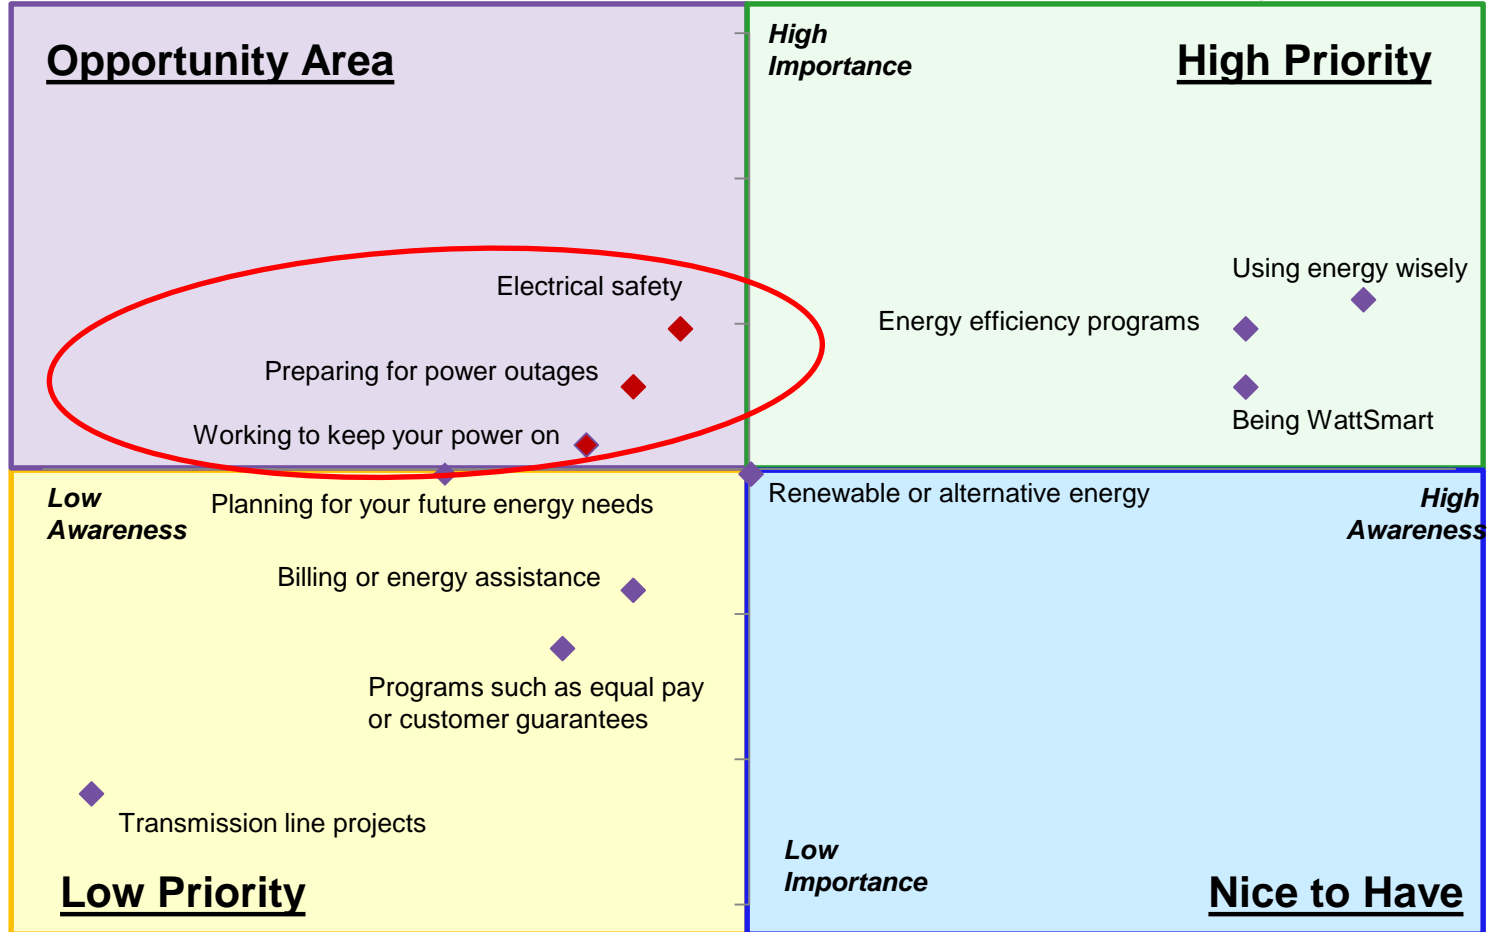 Opportunity Area
High
Importance
High Priority
Electrical safety
Using energy wisely
Energy efficiency programs
Preparing for power outages
Being WattSmart
Working to keep your power on
Low
Awareness
Planning for your future energy needs
Renewable or alternative energy
High
Awareness
Billing or energy assistance
Programs such as equal pay
or customer guarantees
Transmission line projects
Low
Importance
Low Priority
Nice to Have